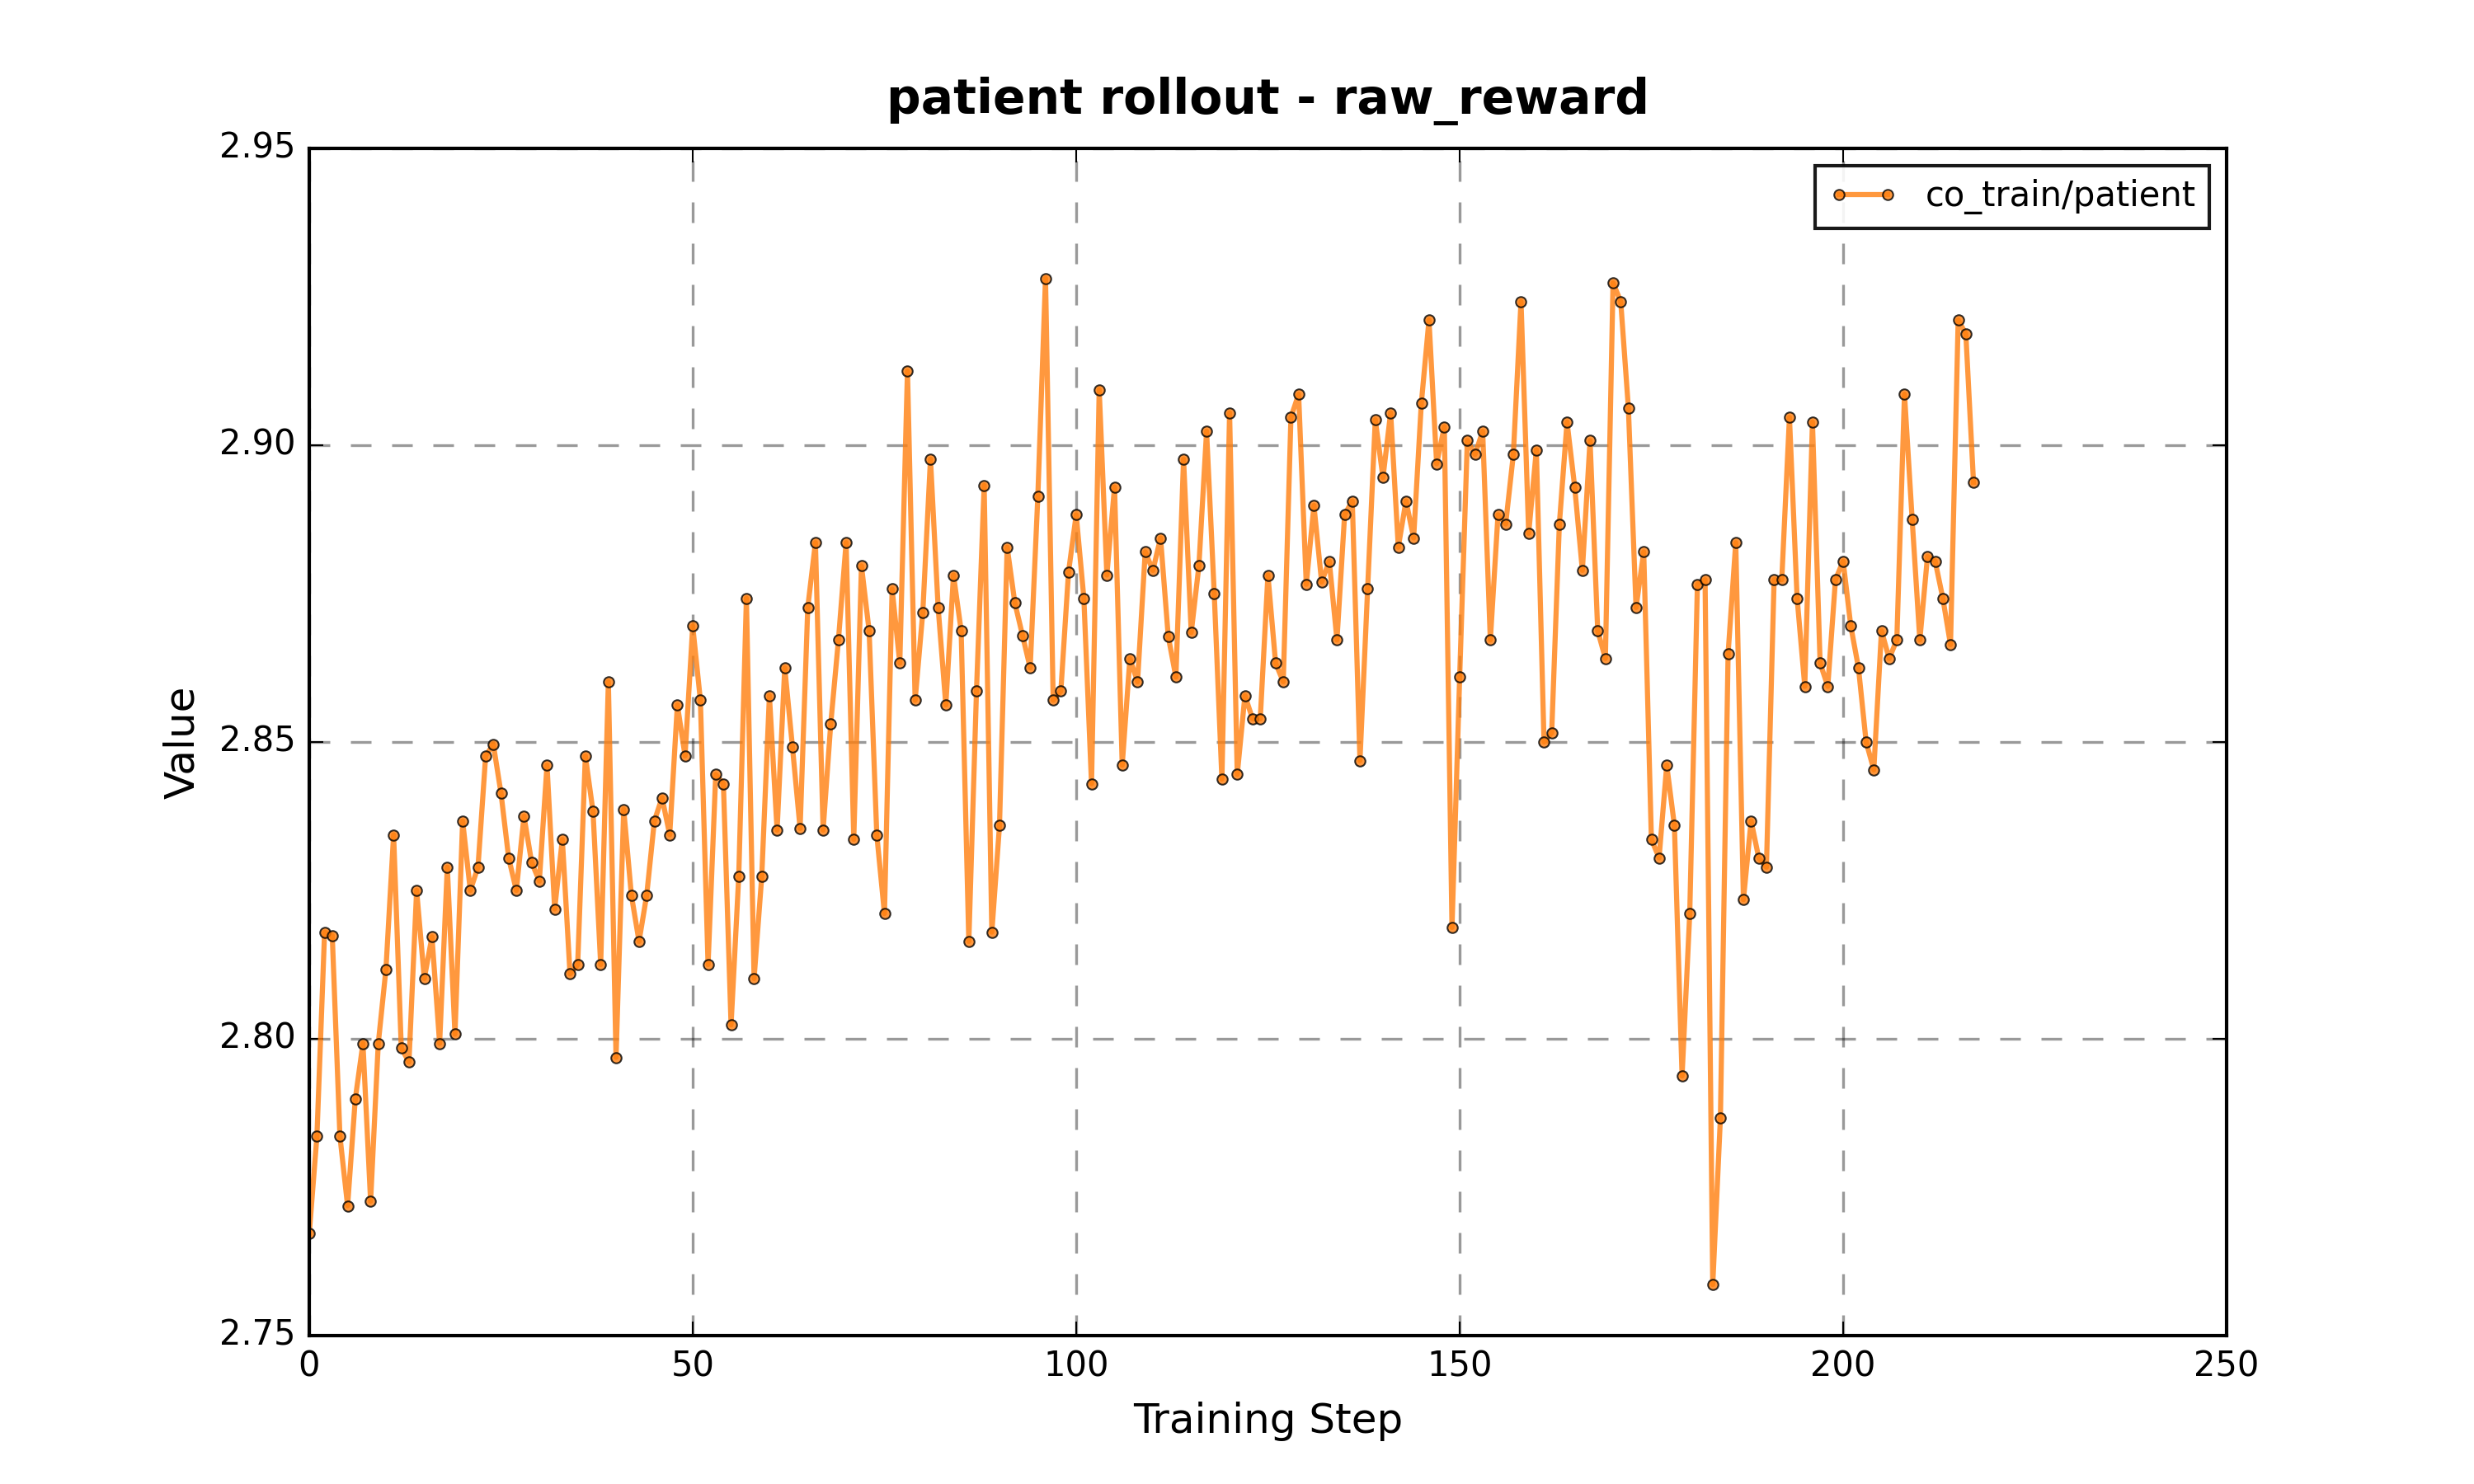 patient rollout - raw_reward
co_train/patient
Value
2.95
2.90
2.85
2.80
2.75
0 50 100 150 200 250
Training Step